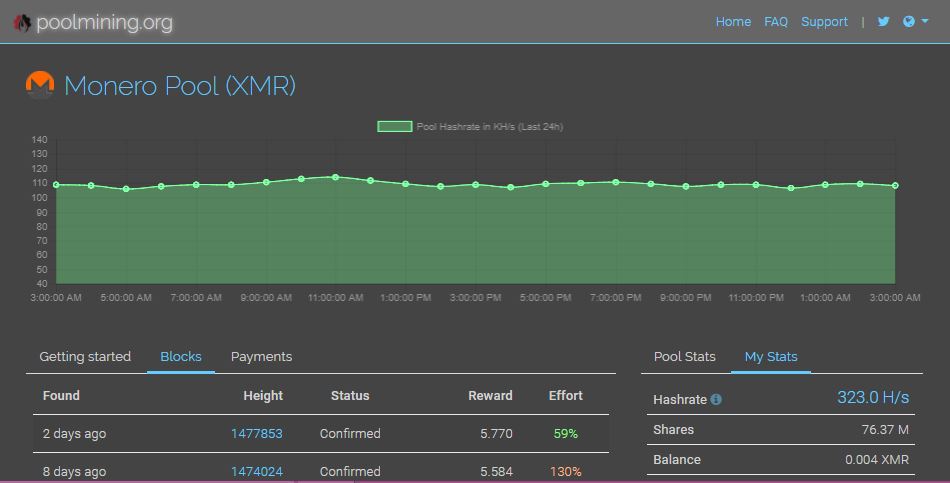 poolmining.org Home FAQ Support |
Monero Pool (XMR)
Pool Hashrate in KH/s (Last 24h)
140
130
120
110
100
90
80
70
60
50
40
3:00:00 AM 5:00:00 AM 7:00:00 AM 9:00:00 AM 11:00:00 AM 1:00:00 PM 3:00:00 PM 5:00:00 PM 7:00:00 PM 9:00:00 PM 11:00:00 PM 1:00:00 AM 3:00:00 AM
Getting started Blocks Payments
Found Height Status Reward Effort
2 days ago 1477853 Confirmed 5.770 59%
8 days ago 1474024 Confirmed 5.584 130%
Pool Stats My Stats
Hashrate 323.0 H/s
Shares 76.37 M
Balance 0.004 XMR